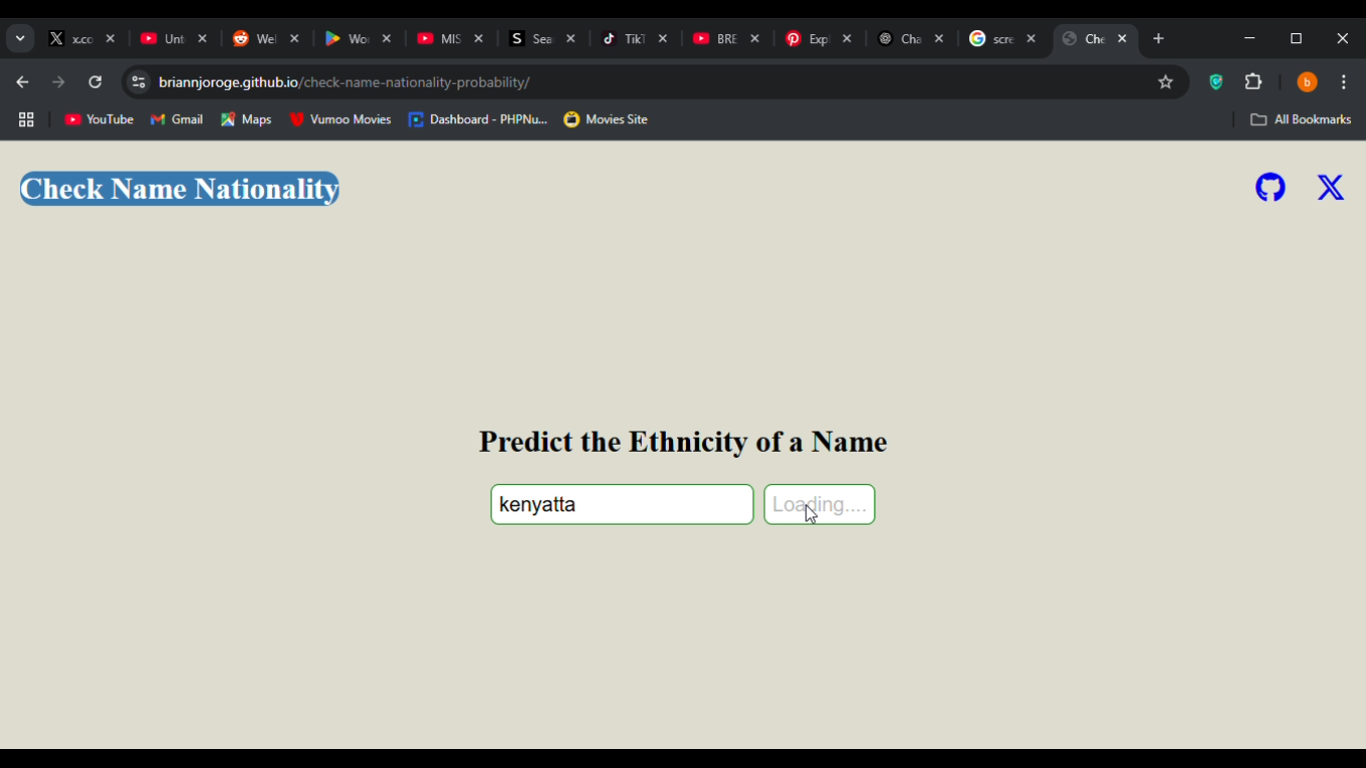 x.co Unt Wel Wo MIS Sea TikT BRE Exp Cha scre Che
briannjoroge.github.io/check-name-nationality-probability/
b
YouTube Gmail Maps Vumoo Movies Dashboard - PHPNu... Movies Site All Bookmarks
Check Name Nationality
Predict the Ethnicity of a Name
kenyatta Loading....